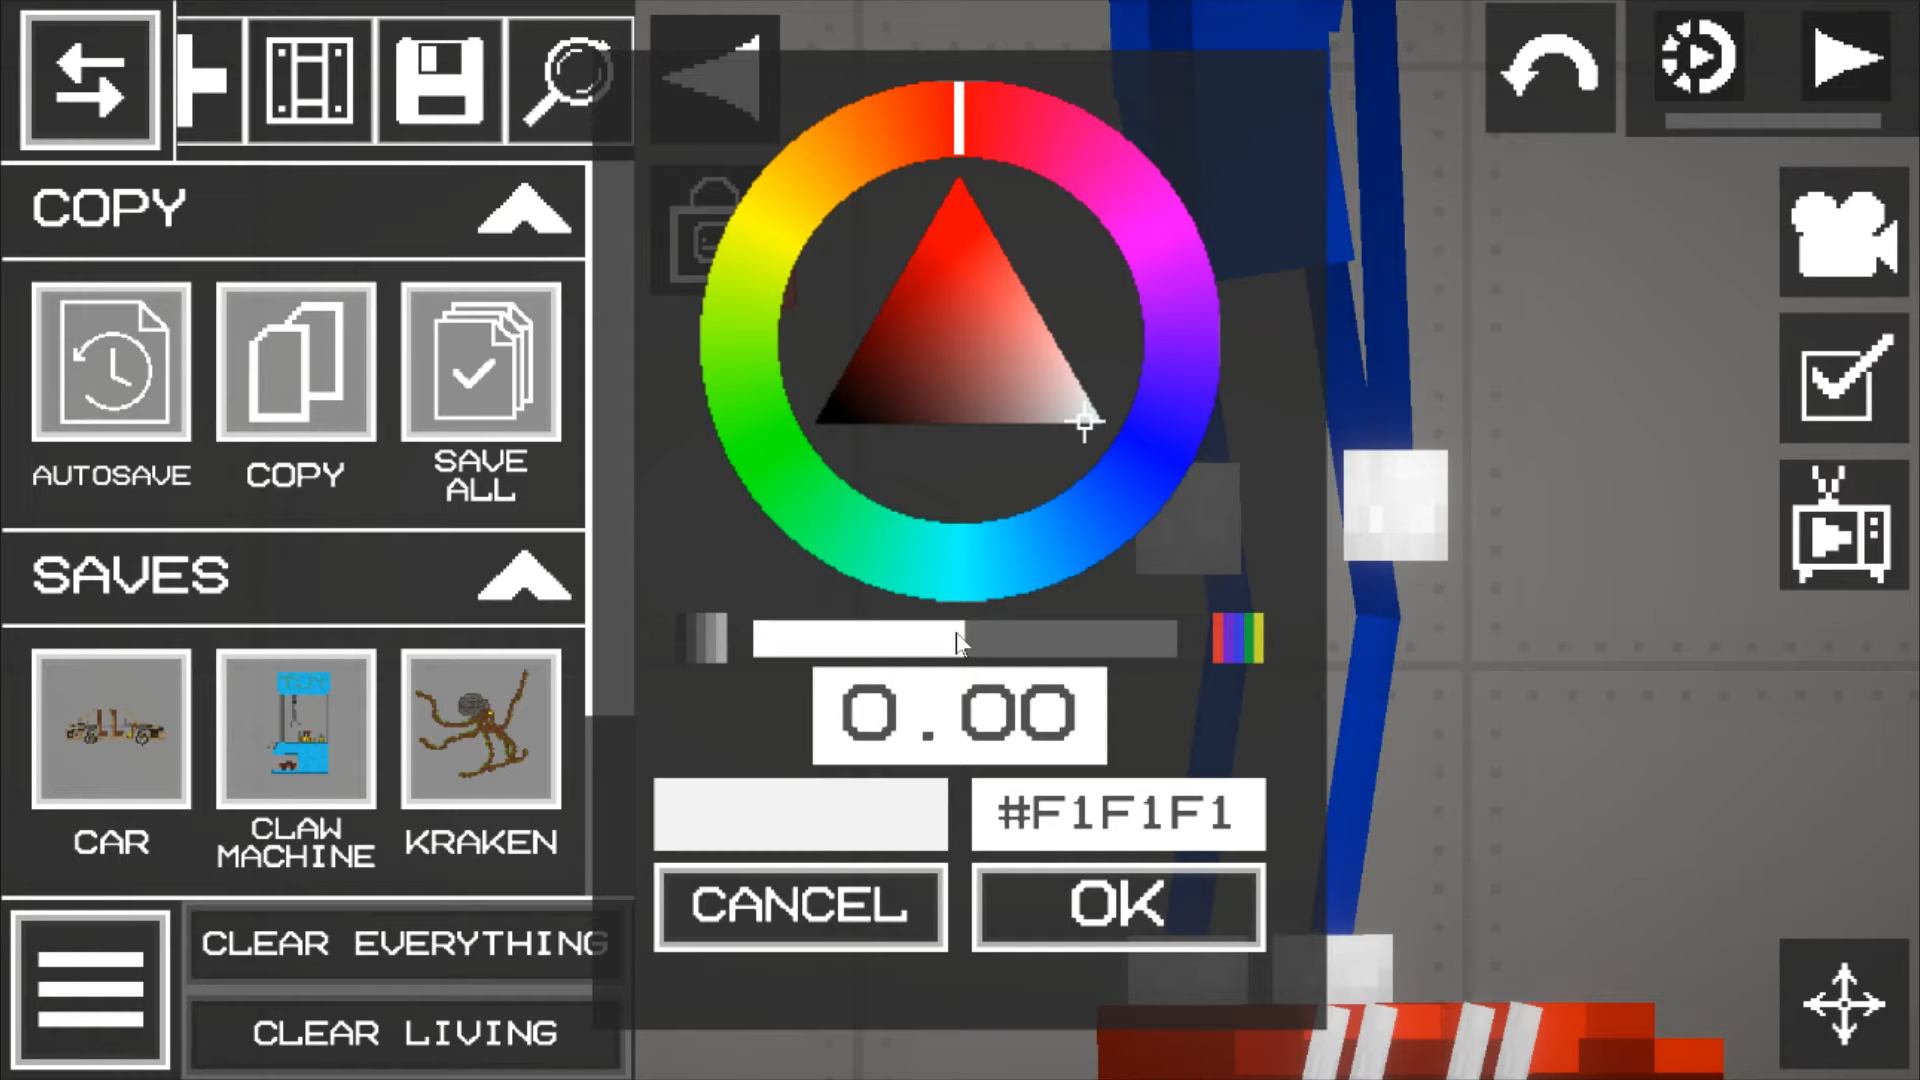 COPY
AUTOSAVE
COPY
SAVE
ALL
SAVES
CAR
CLAW
MACHINE
KRAKEN
CLEAR EVERYTHING
CLEAR LIVING
0.00
#F1F1F1
CANCEL
OK